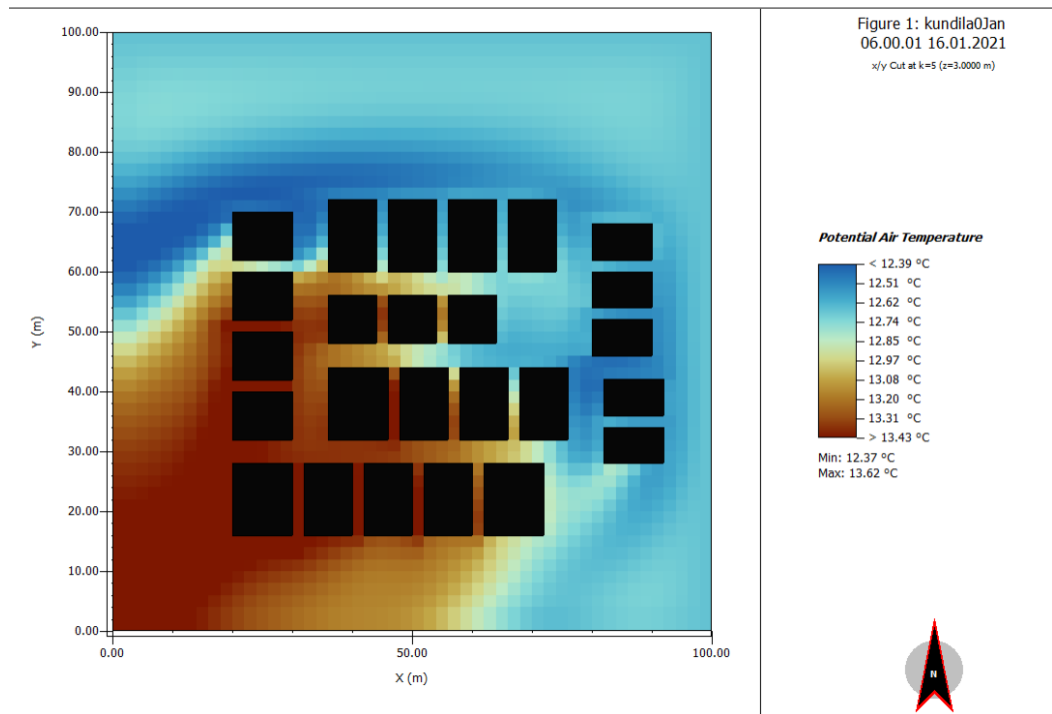 Figure 1: kundila0Jan
06.00.01 16.01.2021
x/y Cut at k=5 (z=3.0000 m)
100.00
90.00
80.00
70.00
60.00
50.00
40.00
30.00
20.00
10.00
0.00
Y (m)
0.00 50.00 100.00
X (m)
Potential Air Temperature
< 12.39 °C
12.51 °C
12.62 °C
12.74 °C
12.85 °C
12.97 °C
13.08 °C
13.20 °C
13.31 °C
> 13.43 °C
Min: 12.37 °C
Max: 13.62 °C
N